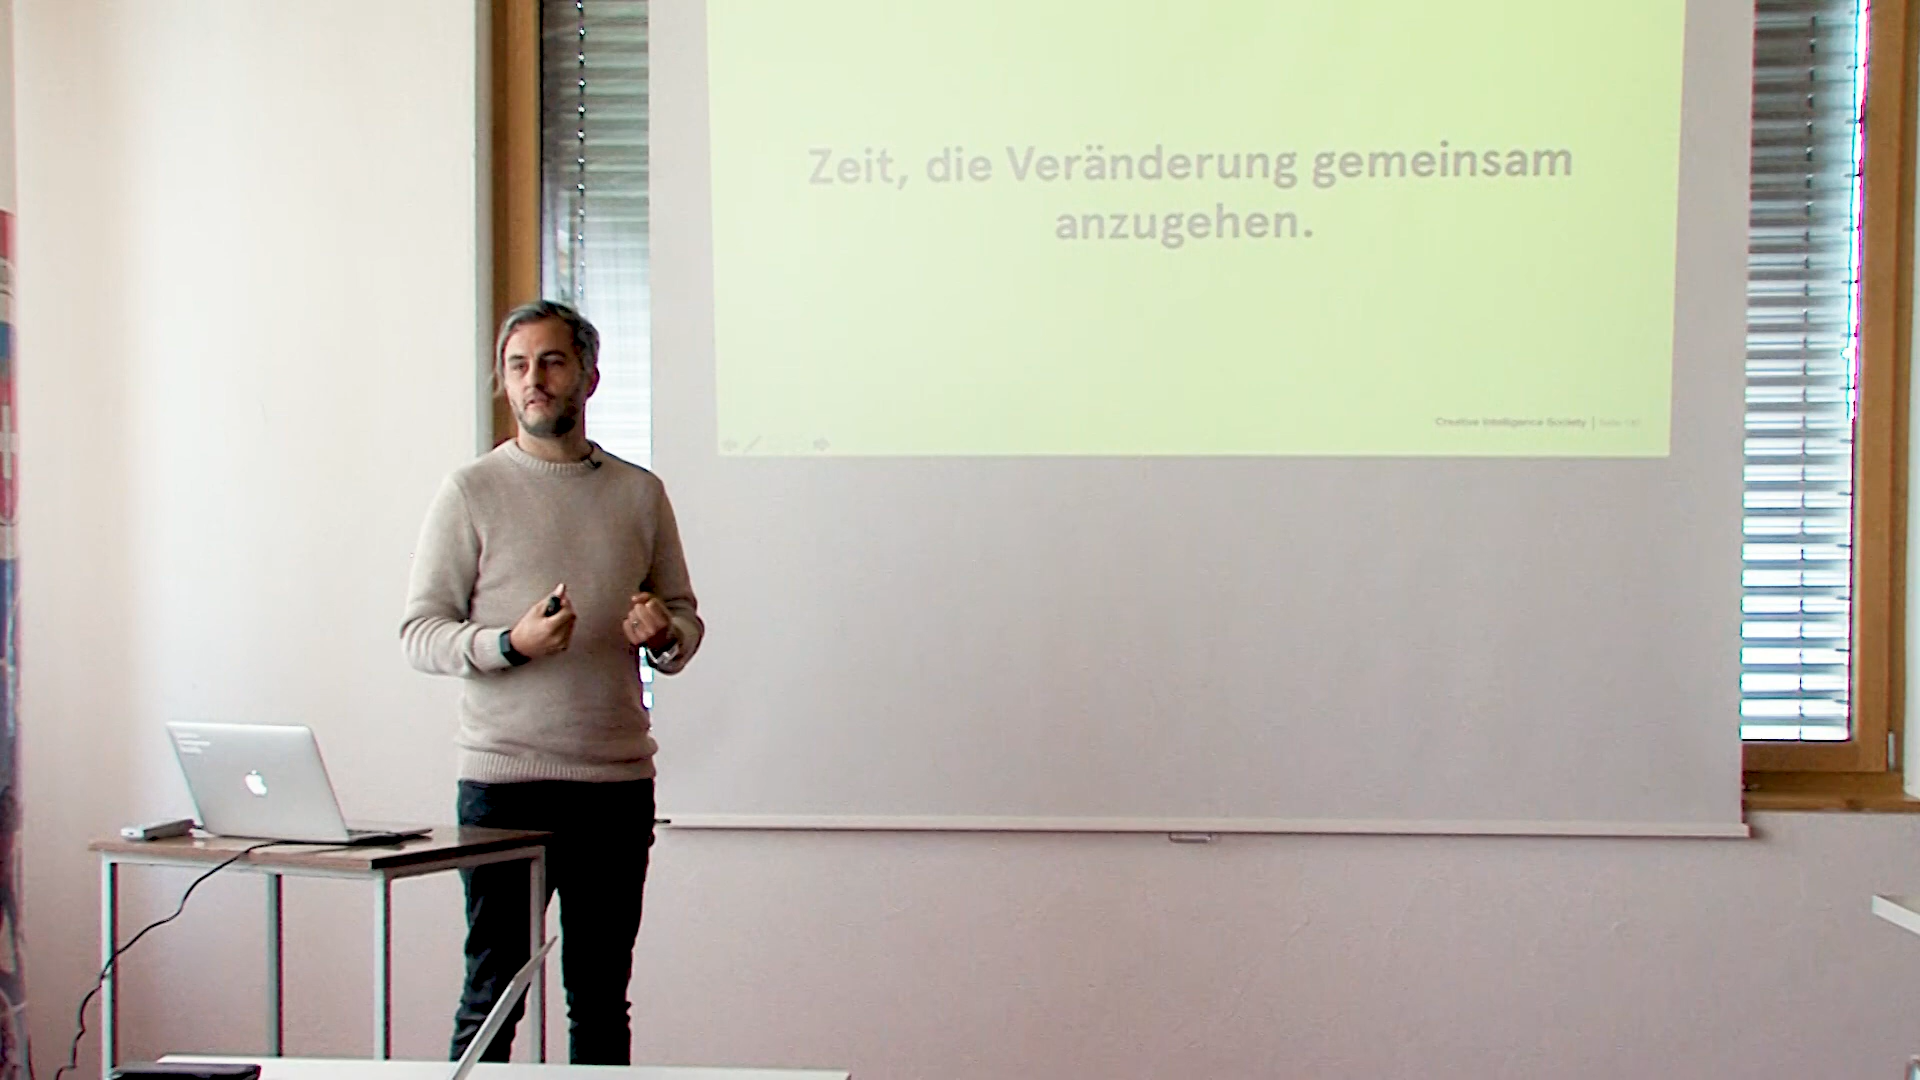 Zeit, die Veränderung gemeinsam
anzugehen.
Creative Intelligence Society